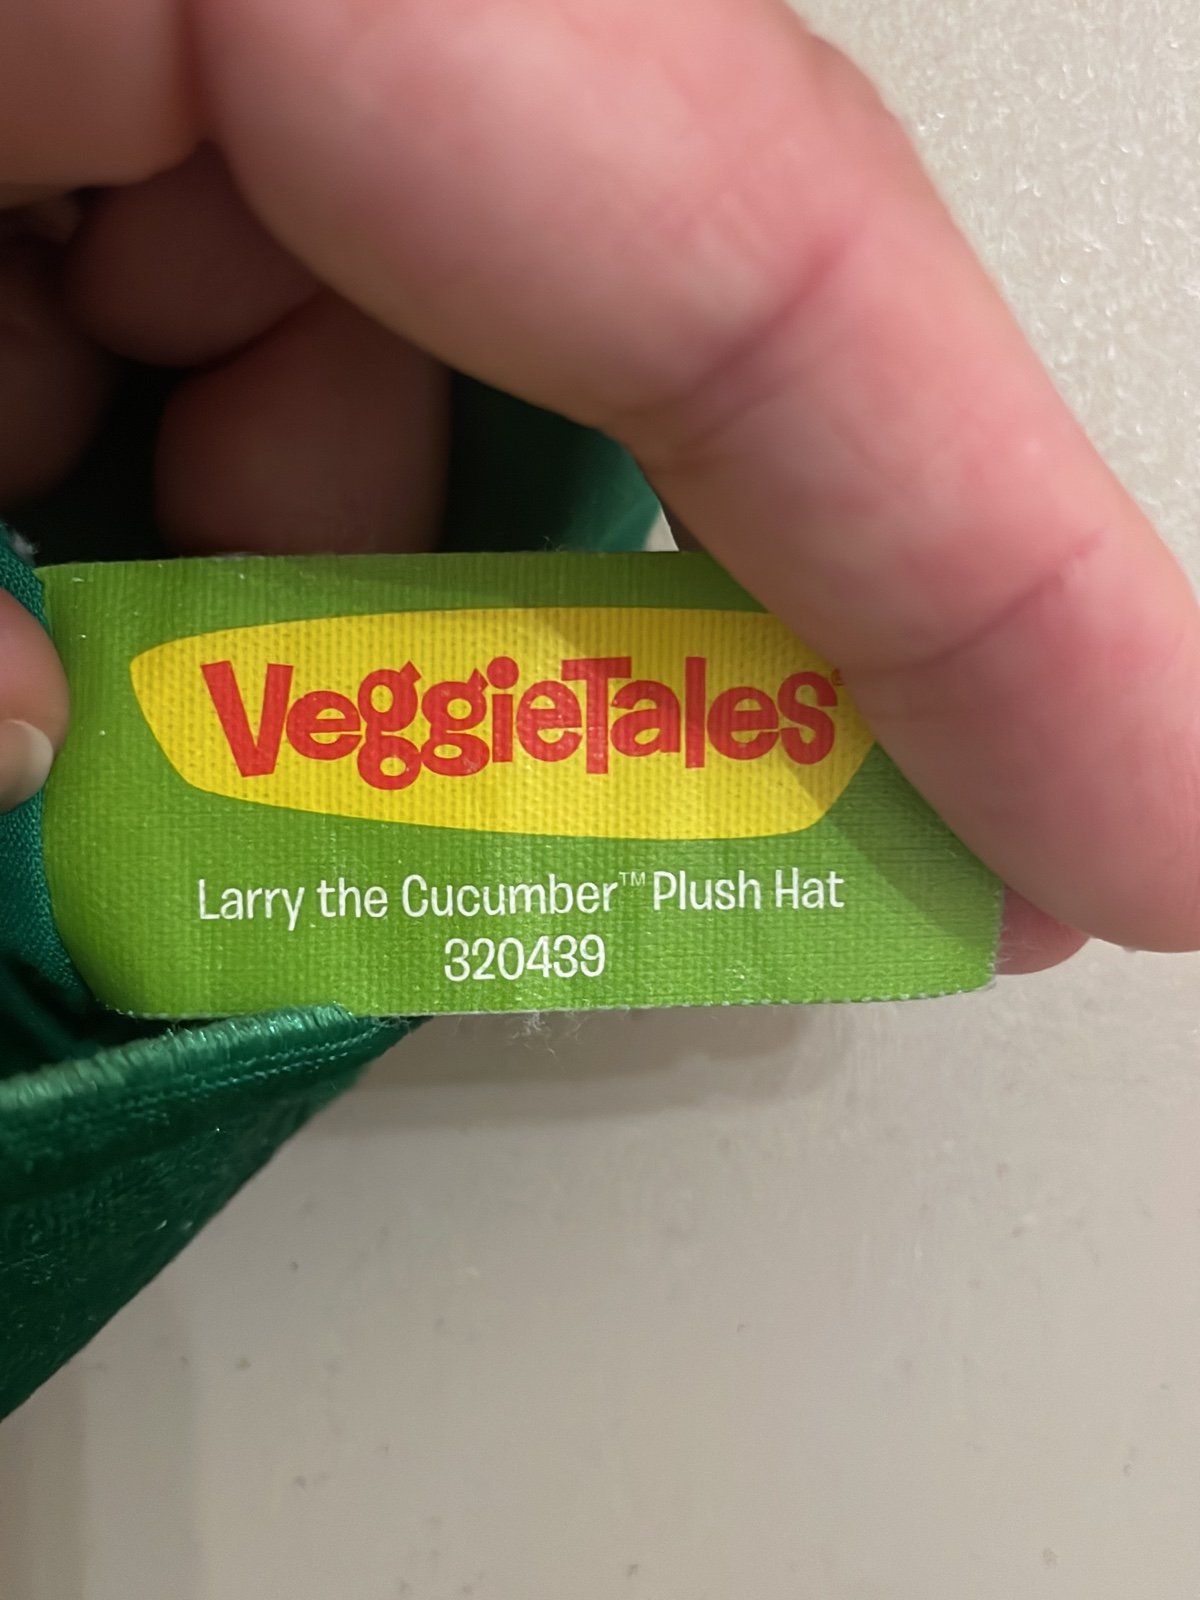 VeggieTales®
Larry the Cucumber™ Plush Hat
320439